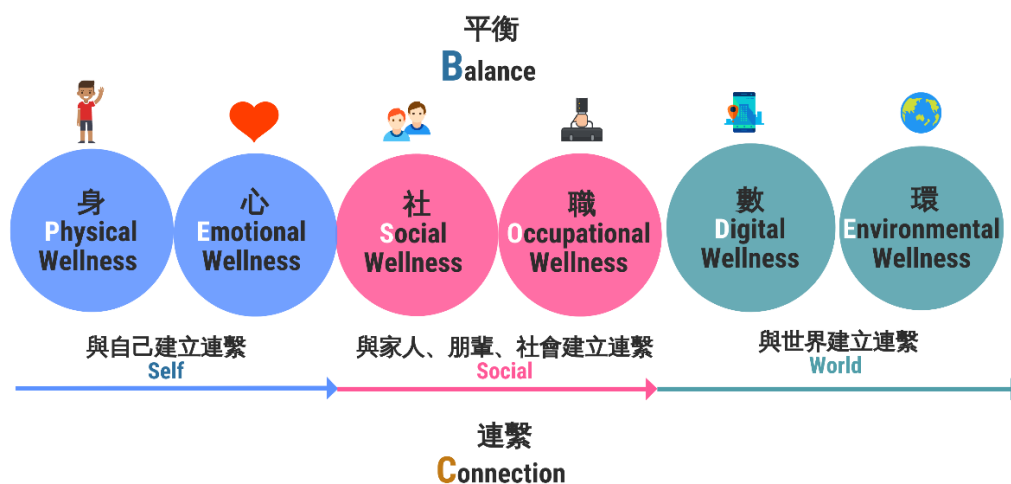 平衡
Balance
身
Physical
Wellness
心
Emotional
Wellness
社
Social
Wellness
職
Occupational
Wellness
數
Digital
Wellness
環
Environmental
Wellness
與自己建立連繫
Self
與家人、朋輩、社會建立連繫
Social
與世界建立連繫
World
連繫
Connection